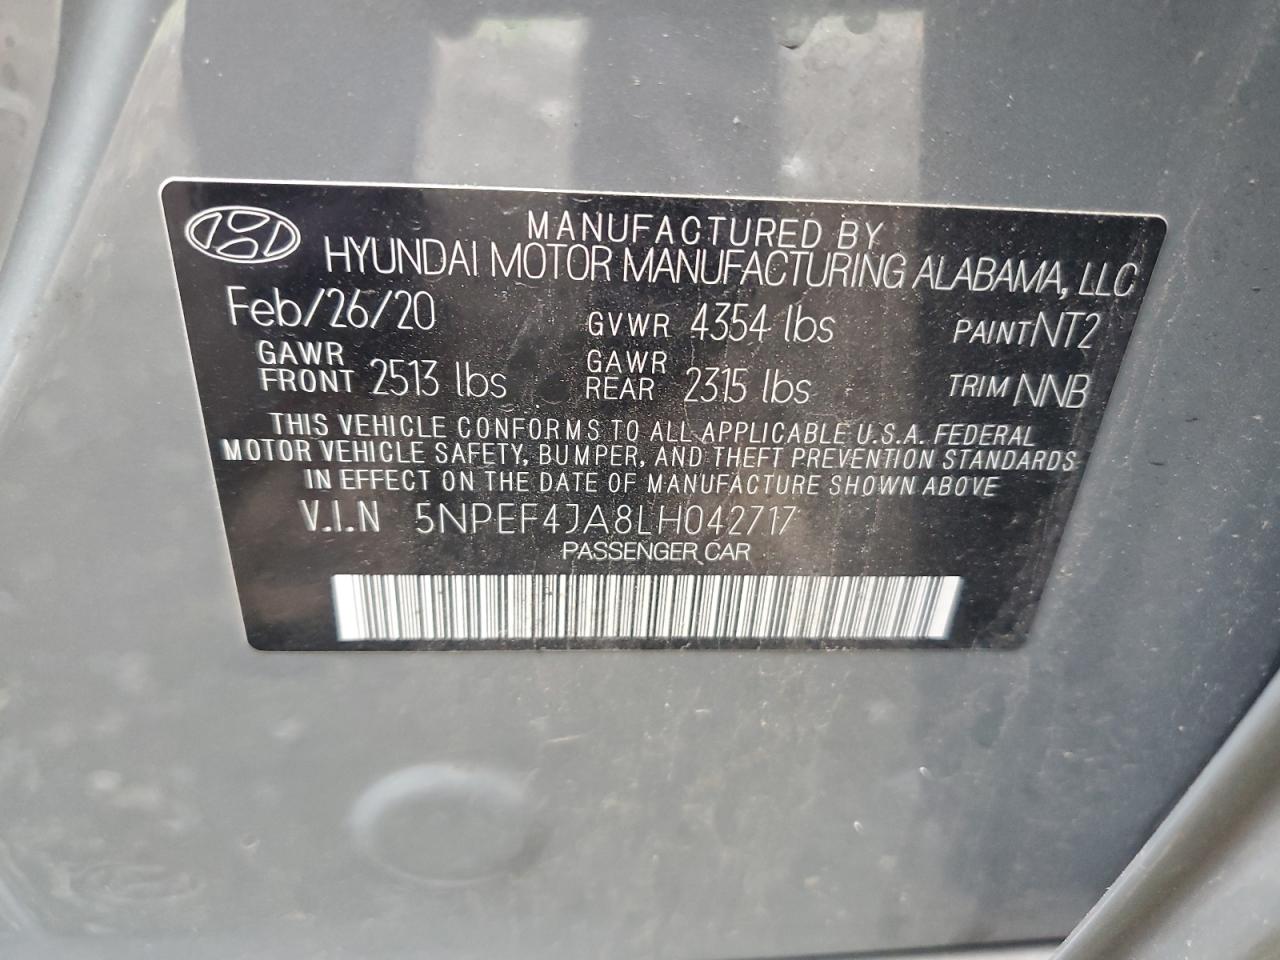 MANUFACTURED BY
HYUNDAI MOTOR MANUFACTURING ALABAMA, LLC
Feb/26/20 GVWR 4354 lbs PAINT NT2
GAWR FRONT 2513 lbs GAWR REAR 2315 lbs TRIM NNB
THIS VEHICLE CONFORMS TO ALL APPLICABLE U.S.A. FEDERAL
MOTOR VEHICLE SAFETY, BUMPER, AND THEFT PREVENTION STANDARDS
IN EFFECT ON THE DATE OF MANUFACTURE SHOWN ABOVE
V.I.N 5NPEF4JA8LH042717
PASSENGER CAR